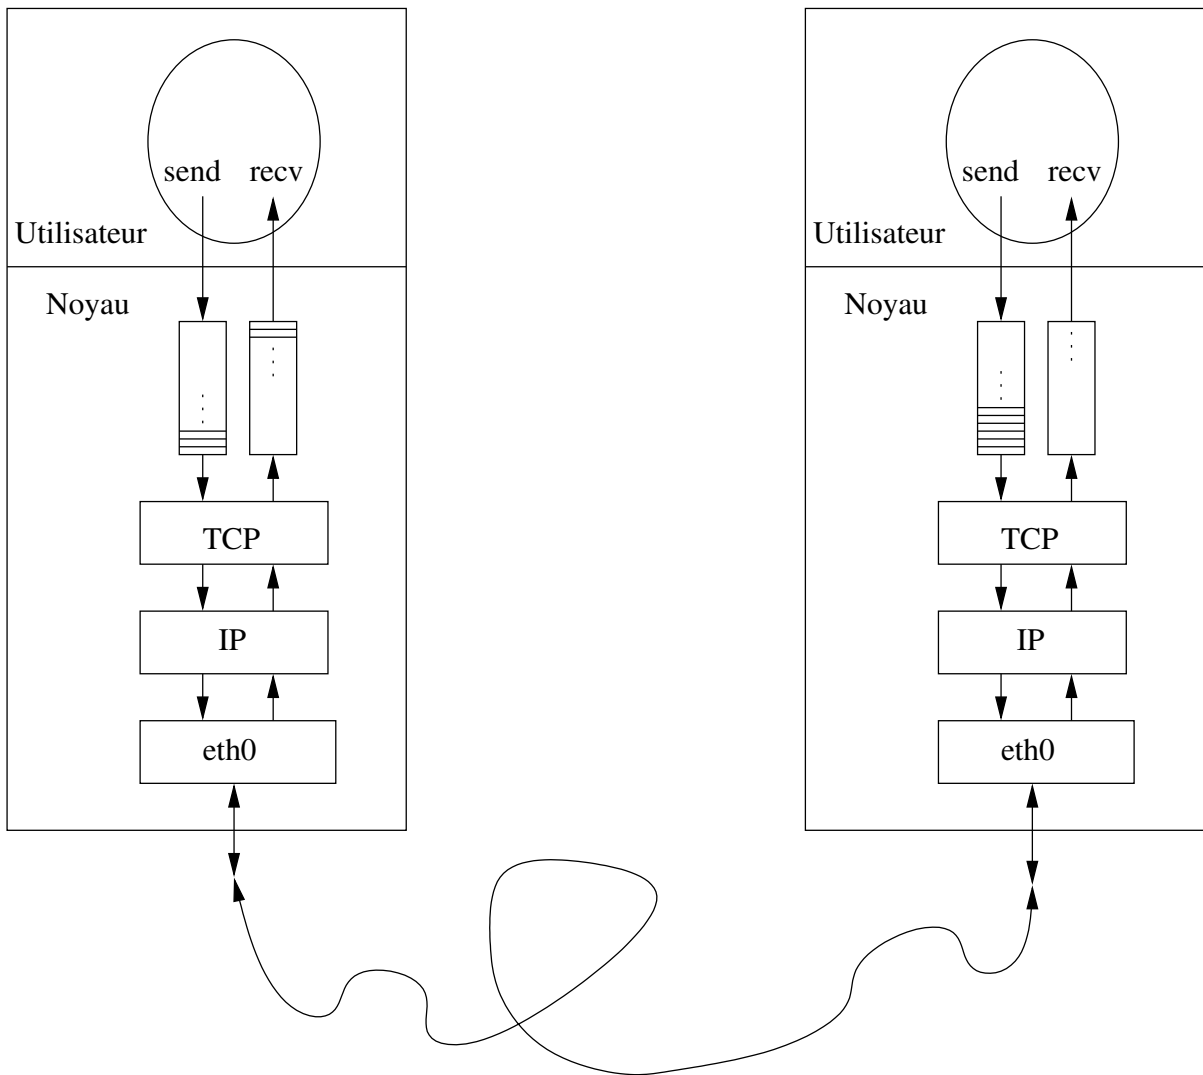 send recv
Utilisateur
Noyau
TCP
IP
eth0
send recv
Utilisateur
Noyau
TCP
IP
eth0